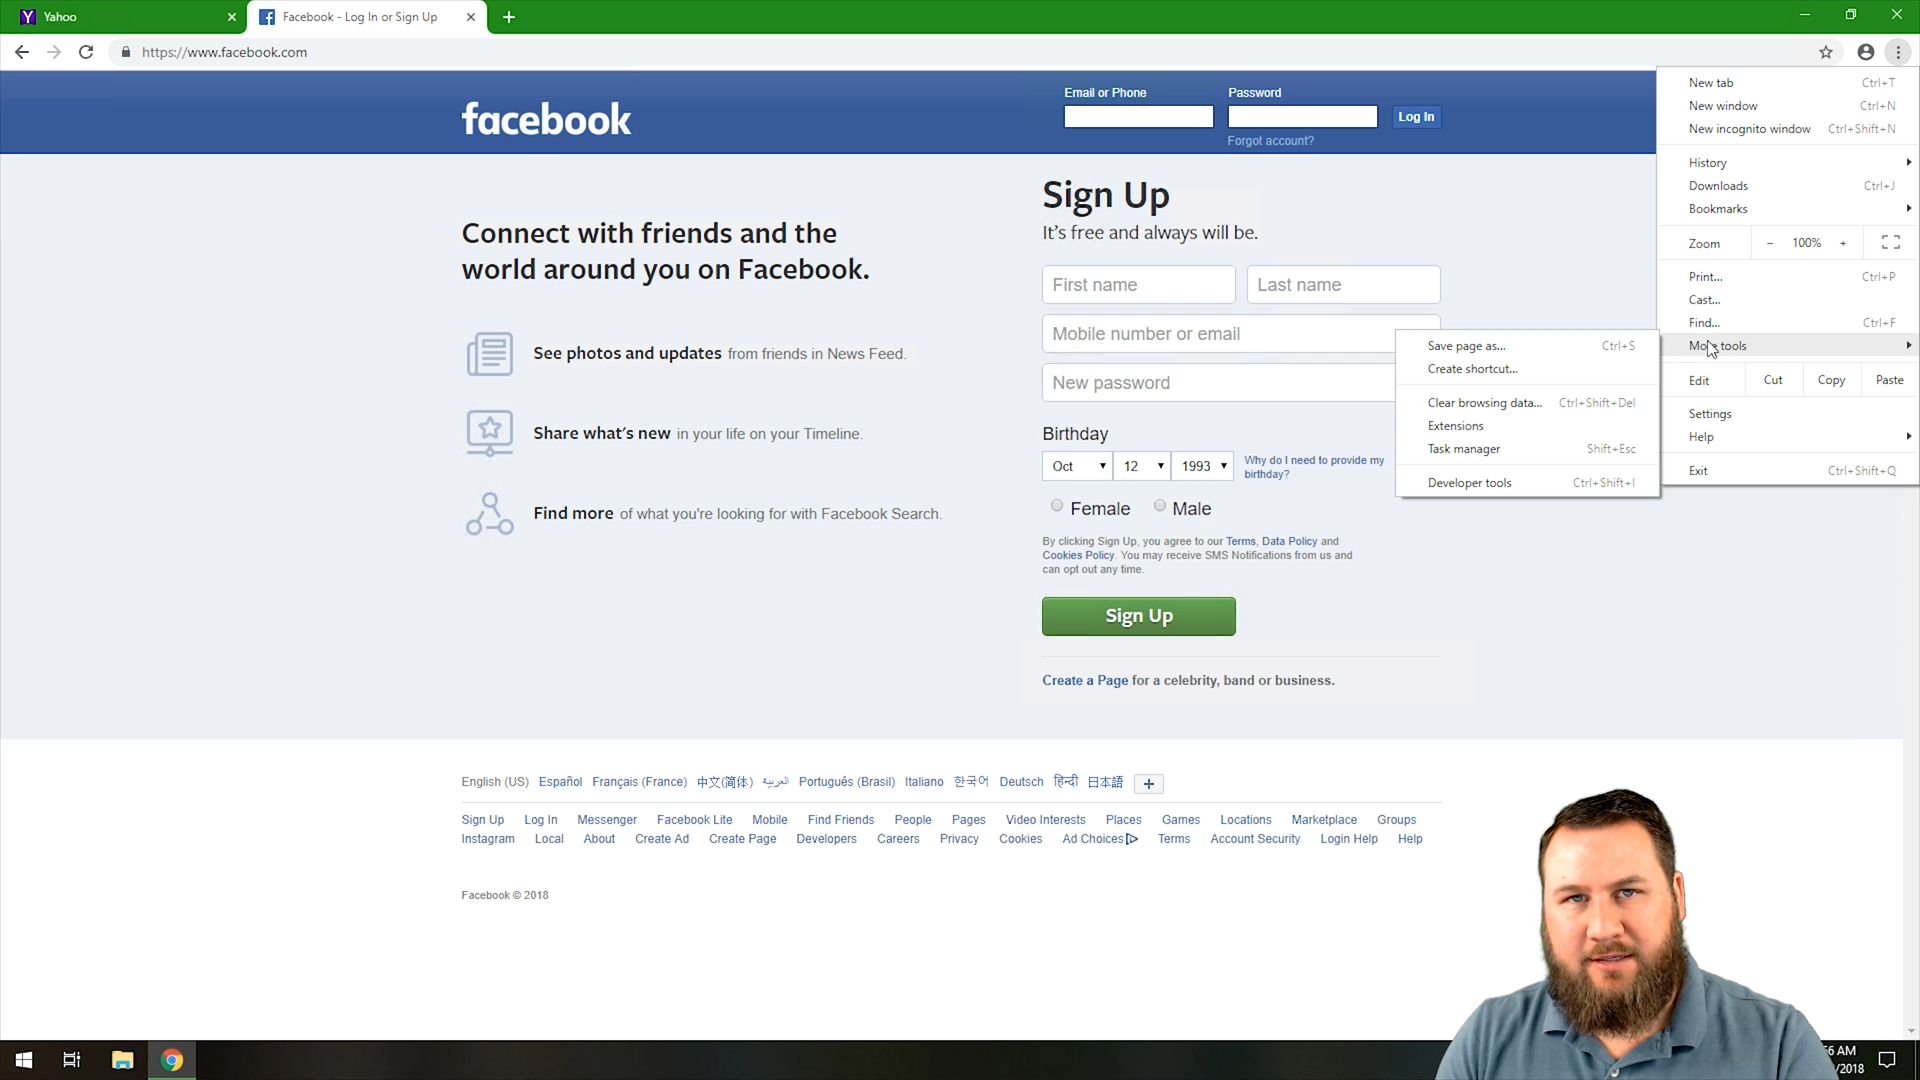 Yahoo
Facebook - Log In or Sign Up
https://www.facebook.com
facebook
Email or Phone
Password
Log In
Forgot account?
Connect with friends and the
world around you on Facebook.
See photos and updates from friends in News Feed.
Share what's new in your life on your Timeline.
Find more of what you're looking for with Facebook Search.
Sign Up
It's free and always will be.
First name
Last name
Mobile number or email
New password
Birthday
Oct 12 1993
Why do I need to provide my
birthday?
Female Male
By clicking Sign Up, you agree to our Terms, Data Policy and
Cookies Policy. You may receive SMS Notifications from us and
can opt out any time.
Sign Up
Create a Page for a celebrity, band or business.
New tab Ctrl+T
New window Ctrl+N
New incognito window Ctrl+Shift+N
History
Downloads Ctrl+J
Bookmarks
Zoom - 100% +
Print... Ctrl+P
Cast...
Find... Ctrl+F
More tools
Edit Cut Copy Paste
Settings
Help
Exit Ctrl+Shift+Q
Save page as... Ctrl+S
Create shortcut...
Clear browsing data... Ctrl+Shift+Del
Extensions
Task manager Shift+Esc
Developer tools Ctrl+Shift+I
English (US) Español Français (France) 中文(简体) العربية Português (Brasil) Italiano 한국어 Deutsch हिन्दी 日本語 +
Sign Up Log In Messenger Facebook Lite Mobile Find Friends People Pages Video Interests Places Games Locations Marketplace Groups
Instagram Local About Create Ad Create Page Developers Careers Privacy Cookies Ad Choices Terms Account Security Login Help Help
Facebook © 2018
6 AM
/2018